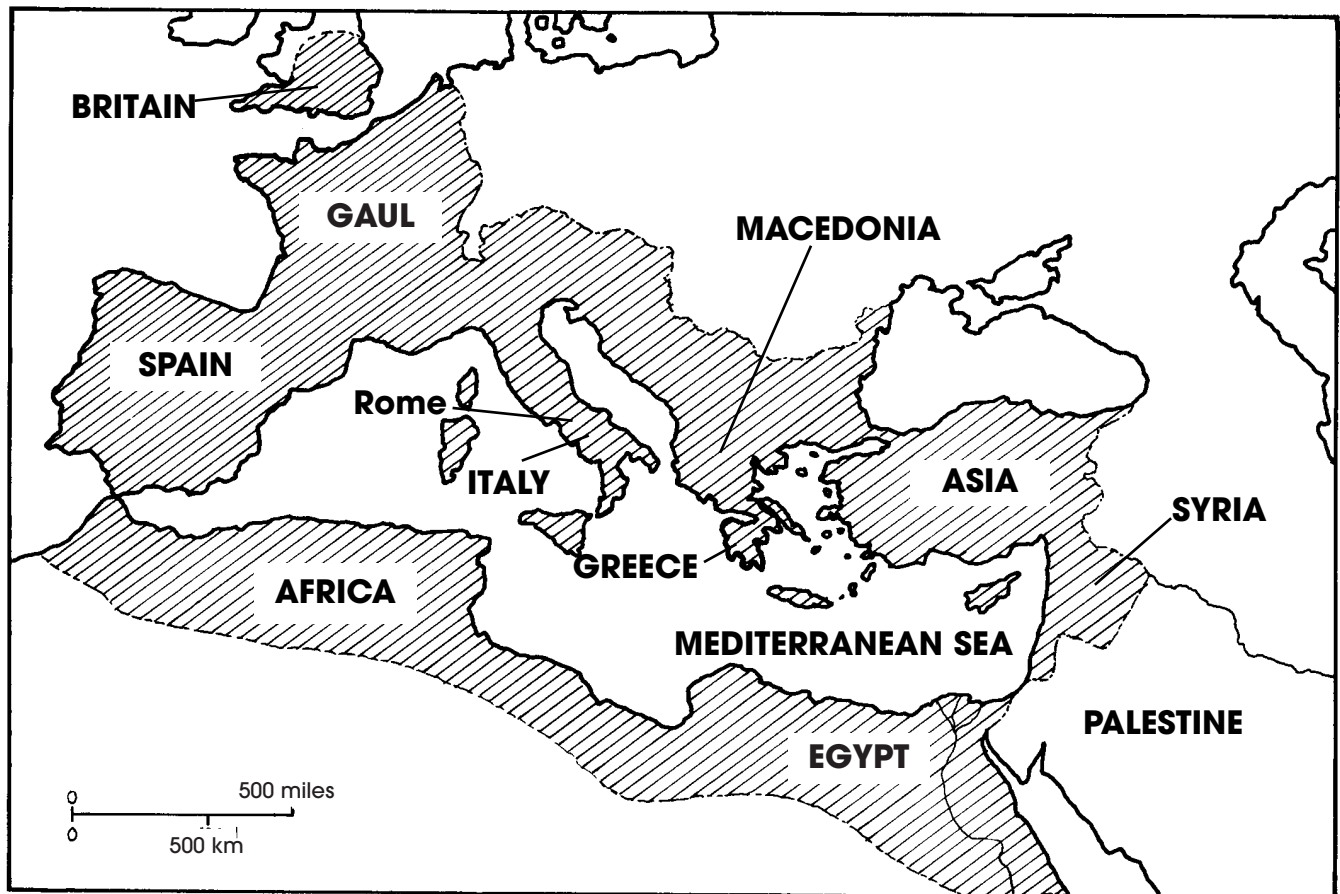 BRITAIN
GAUL
MACEDONIA
SPAIN
Rome
ITALY
ASIA
SYRIA
GREECE
AFRICA
MEDITERRANEAN SEA
PALESTINE
EGYPT
0 500 miles
0 500 km